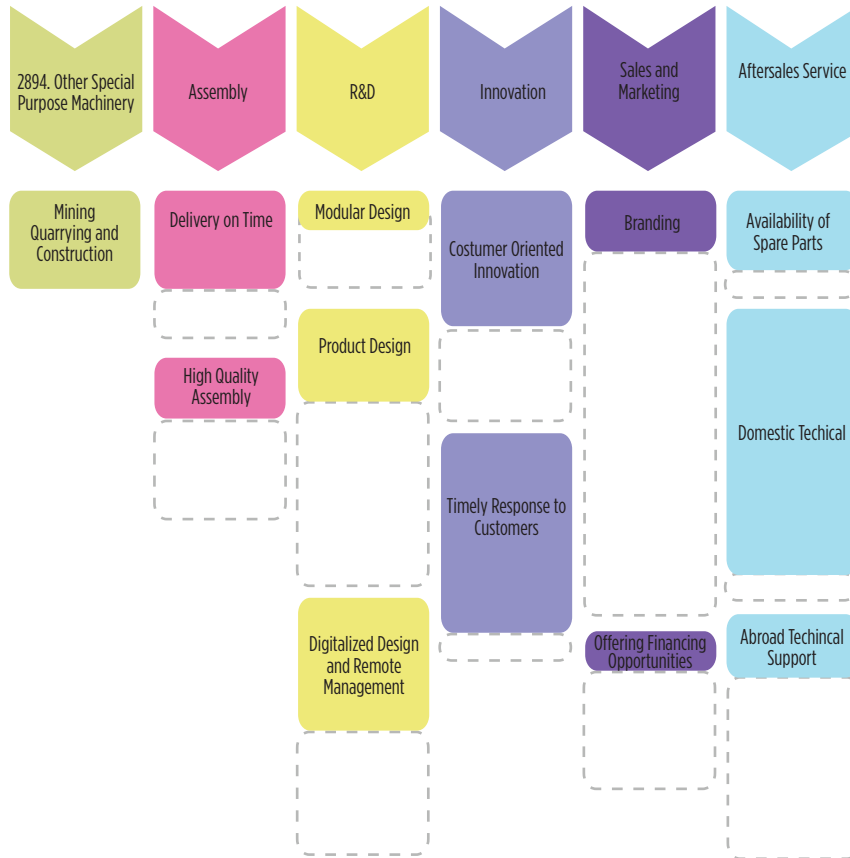 2894. Other Special
Purpose Machinery
Assembly
R&D
Innovation
Sales and
Marketing
Aftersales Service
Mining
Quarrying and
Construction
Delivery on Time
High Quality
Assembly
Modular Design
Product Design
Digitalized Design
and Remote
Management
Costumer Oriented
Innovation
Timely Response to
Customers
Branding
Offering Financing
Opportunities
Availability of
Spare Parts
Domestic Techical
Abroad Techincal
Support